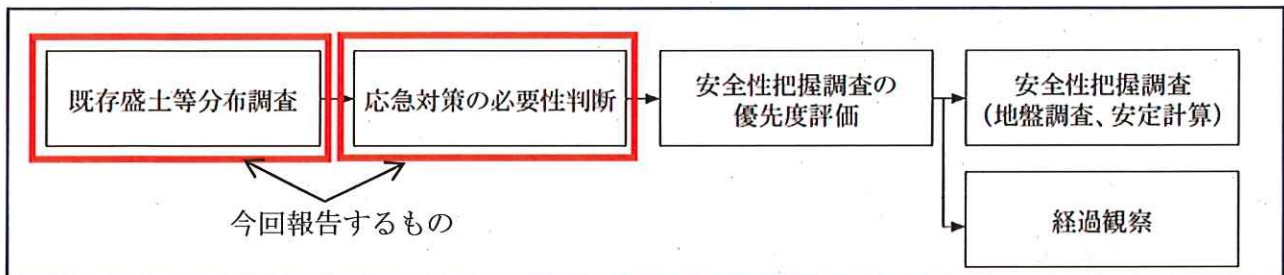 既存盛土等分布調査
応急対策の必要性判断
安全性把握調査の
優先度評価
安全性把握調査
(地盤調査、安定計算)
経過観察
今回報告するもの